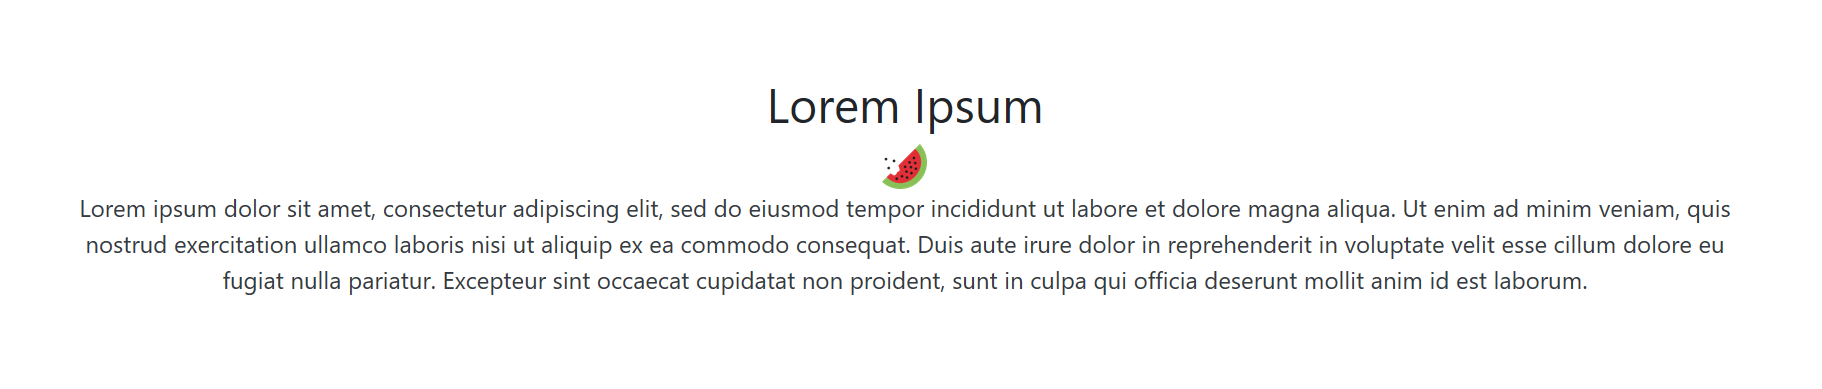 Lorem Ipsum
Lorem ipsum dolor sit amet, consectetur adipiscing elit, sed do eiusmod tempor incididunt ut labore et dolore magna aliqua. Ut enim ad minim veniam, quis
nostrud exercitation ullamco laboris nisi ut aliquip ex ea commodo consequat. Duis aute irure dolor in reprehenderit in voluptate velit esse cillum dolore eu
fugiat nulla pariatur. Excepteur sint occaecat cupidatat non proident, sunt in culpa qui officia deserunt mollit anim id est laborum.